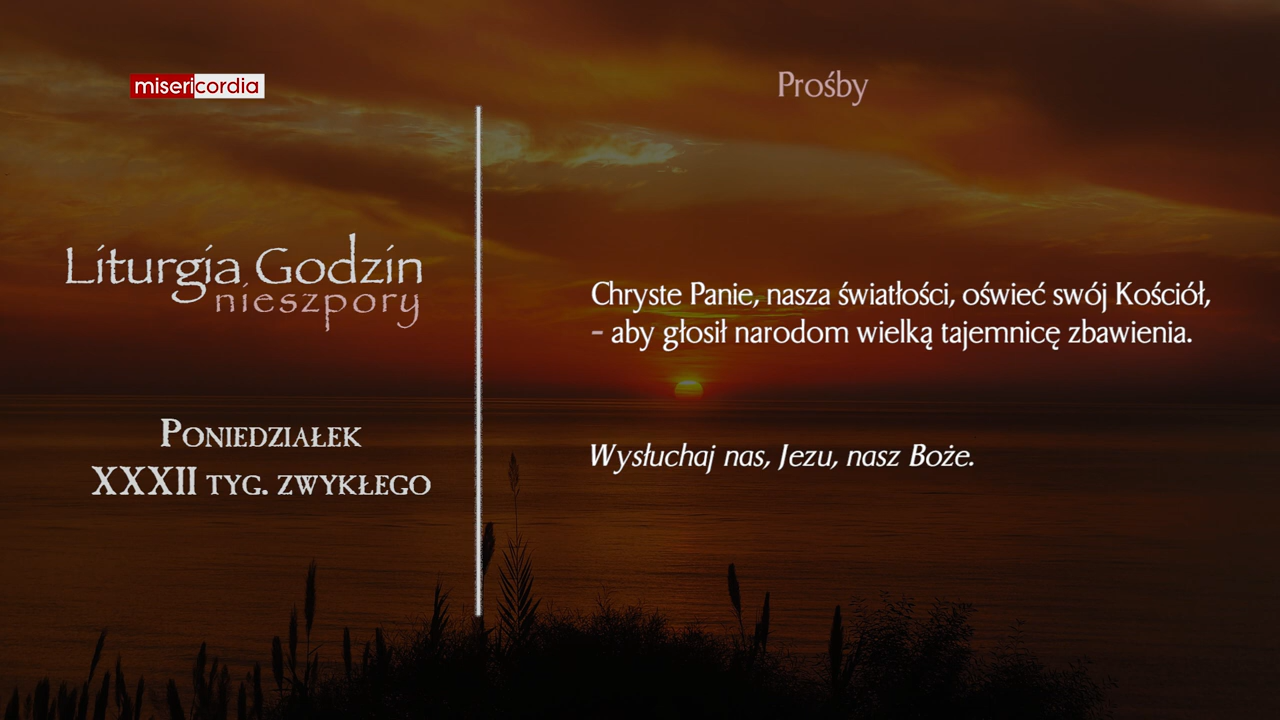 misericordia
Liturgia Godzin
nieszpory
Poniedziałek
XXXII tyg. zwykłego
Prośby
Chryste Panie, nasza światłości, oświeć swój Kościół,
- aby głosił narodom wielką tajemnicę zbawienia.
Wysłuchaj nas, Jezu, nasz Boże.